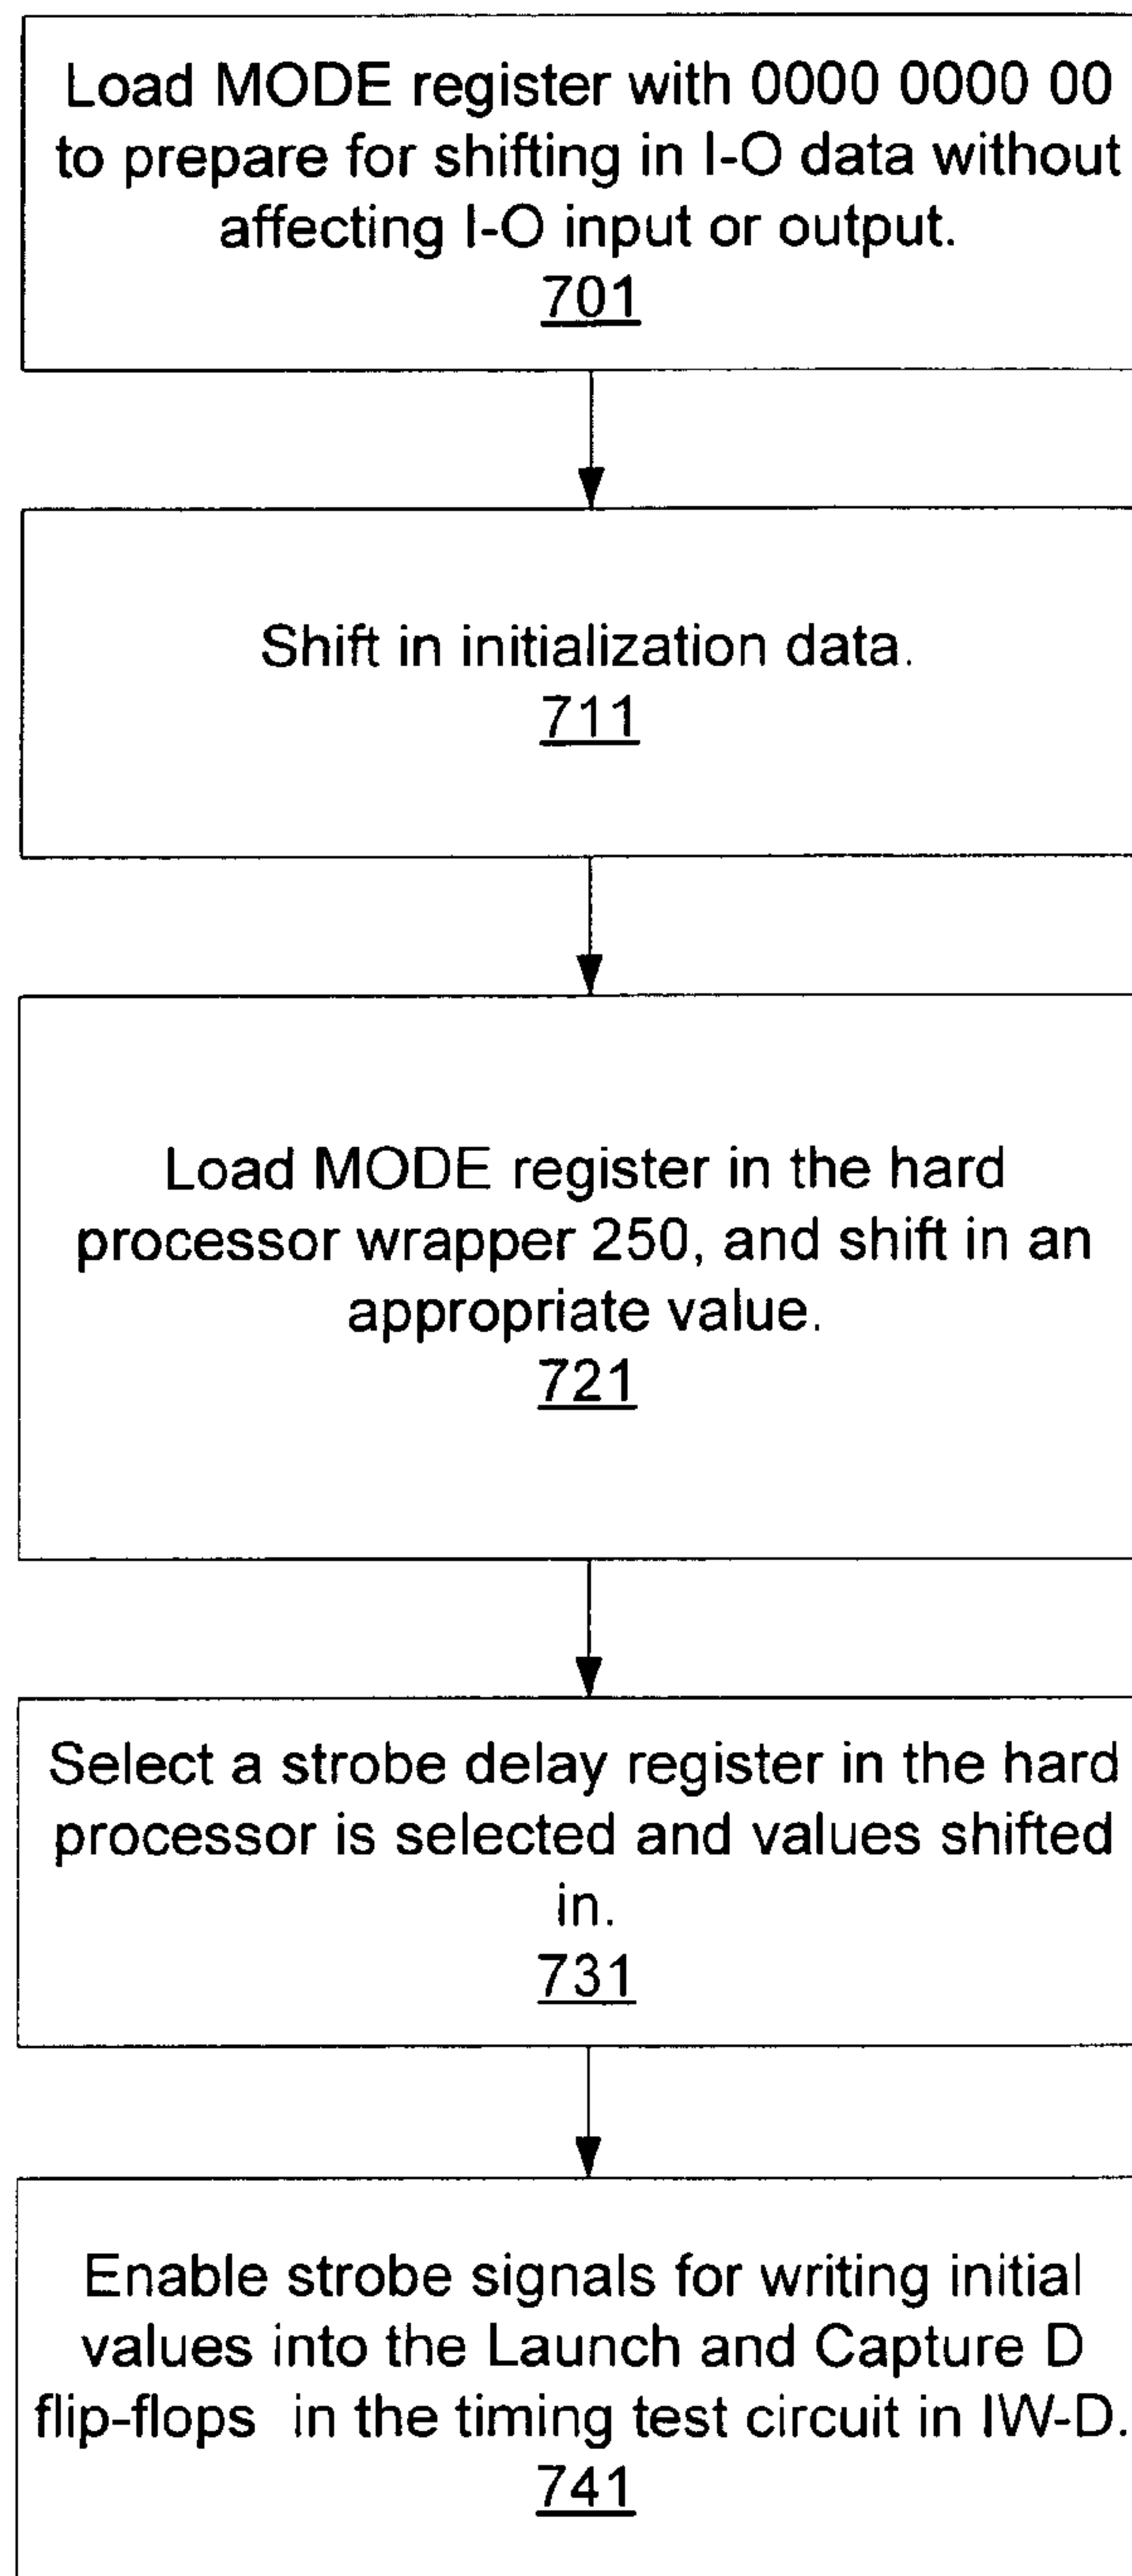 Load MODE register with 0000 0000 00
to prepare for shifting in I-O data without
affecting I-O input or output.
701
Shift in initialization data.
711
Load MODE register in the hard
processor wrapper 250, and shift in an
appropriate value.
721
Select a strobe delay register in the hard
processor is selected and values shifted
in.
731
Enable strobe signals for writing initial
values into the Launch and Capture D
flip-flops in the timing test circuit in IW-D.
741